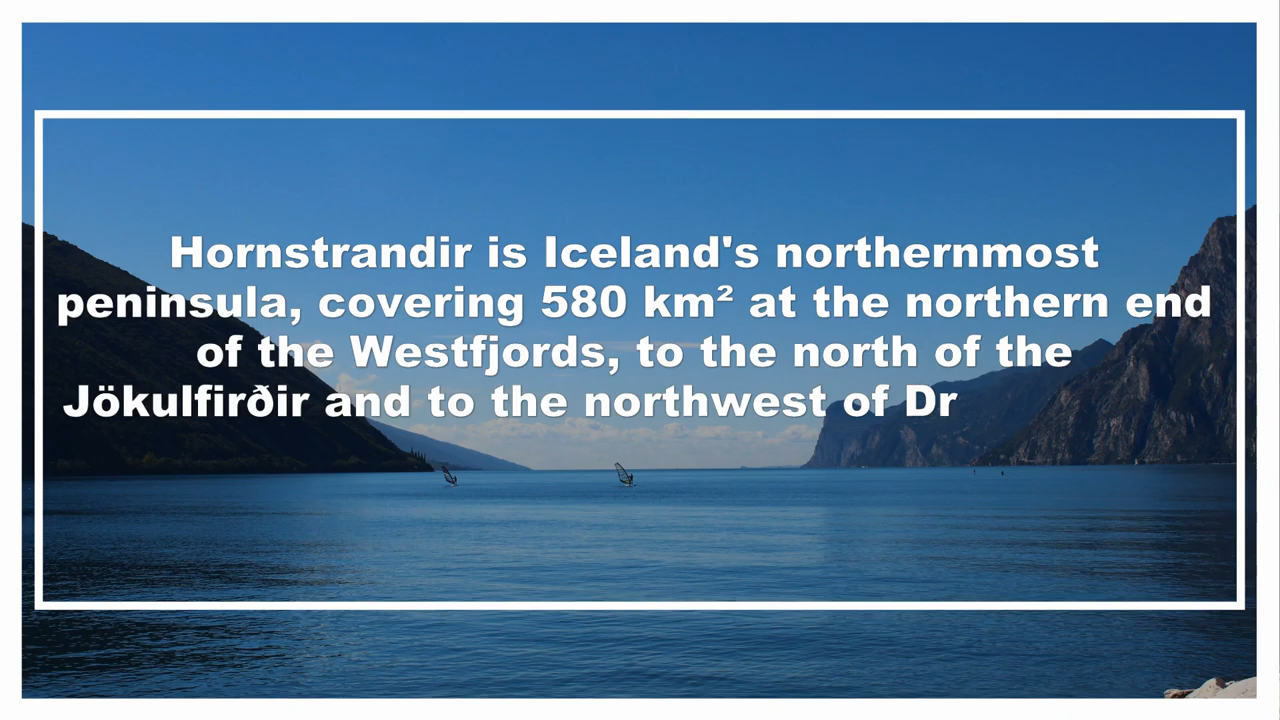 Hornstrandir is Iceland's northernmost
peninsula, covering 580 km² at the northern end
of the Westfjords, to the north of the
Jökulfirðir and to the northwest of Dr